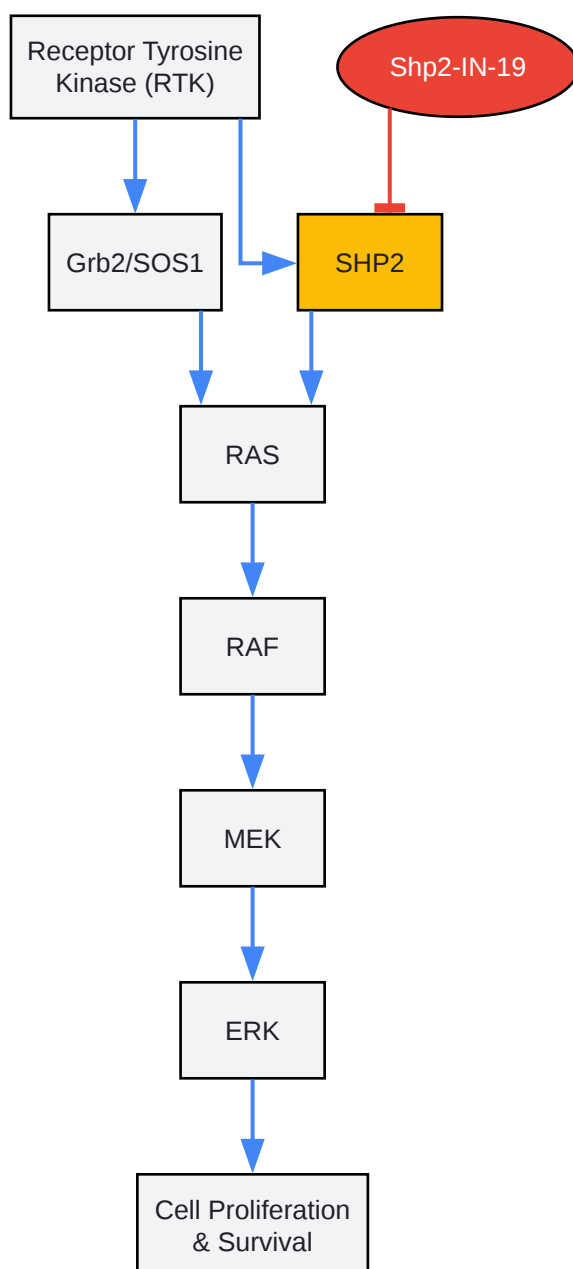 Receptor Tyrosine
Kinase (RTK)
Shp2-IN-19
Grb2/SOS1
SHP2
RAS
RAF
MEK
ERK
Cell Proliferation
& Survival